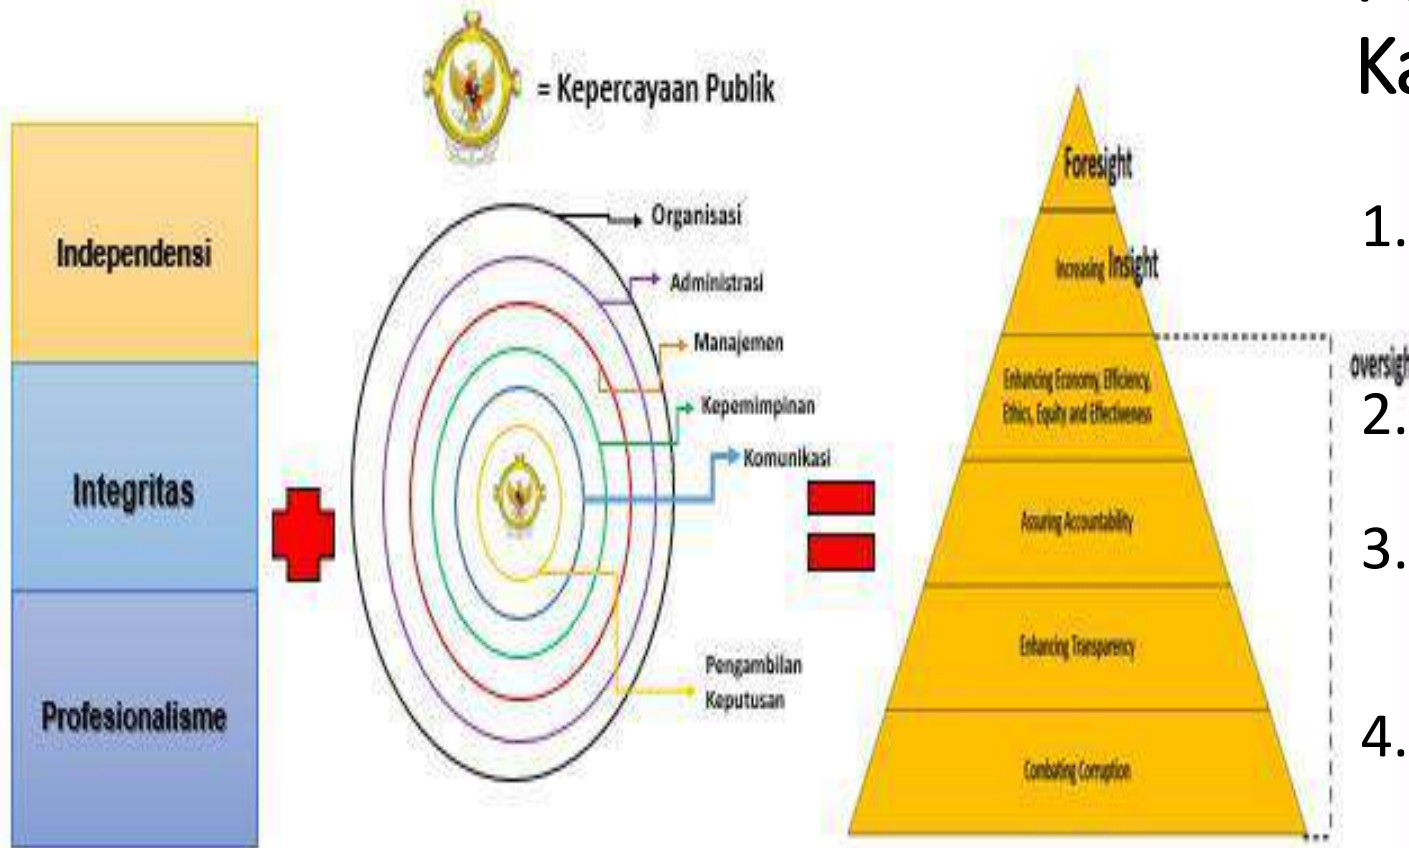 = Kepercayaan Publik
Independensi
Integritas
Profesionalisme
Organisasi
Administrasi
Manajemen
Kepemimpinan
Komunikasi
Pengambilan
Keputusan
Foresight
Increasing Insight
Enhancing Economy, Efficiency,
Ethics, Equity and Effectiveness
Assuring Accountability
Enhancing Transparency
Combating Corruption
oversigh
Ka
1.
2.
3.
4.